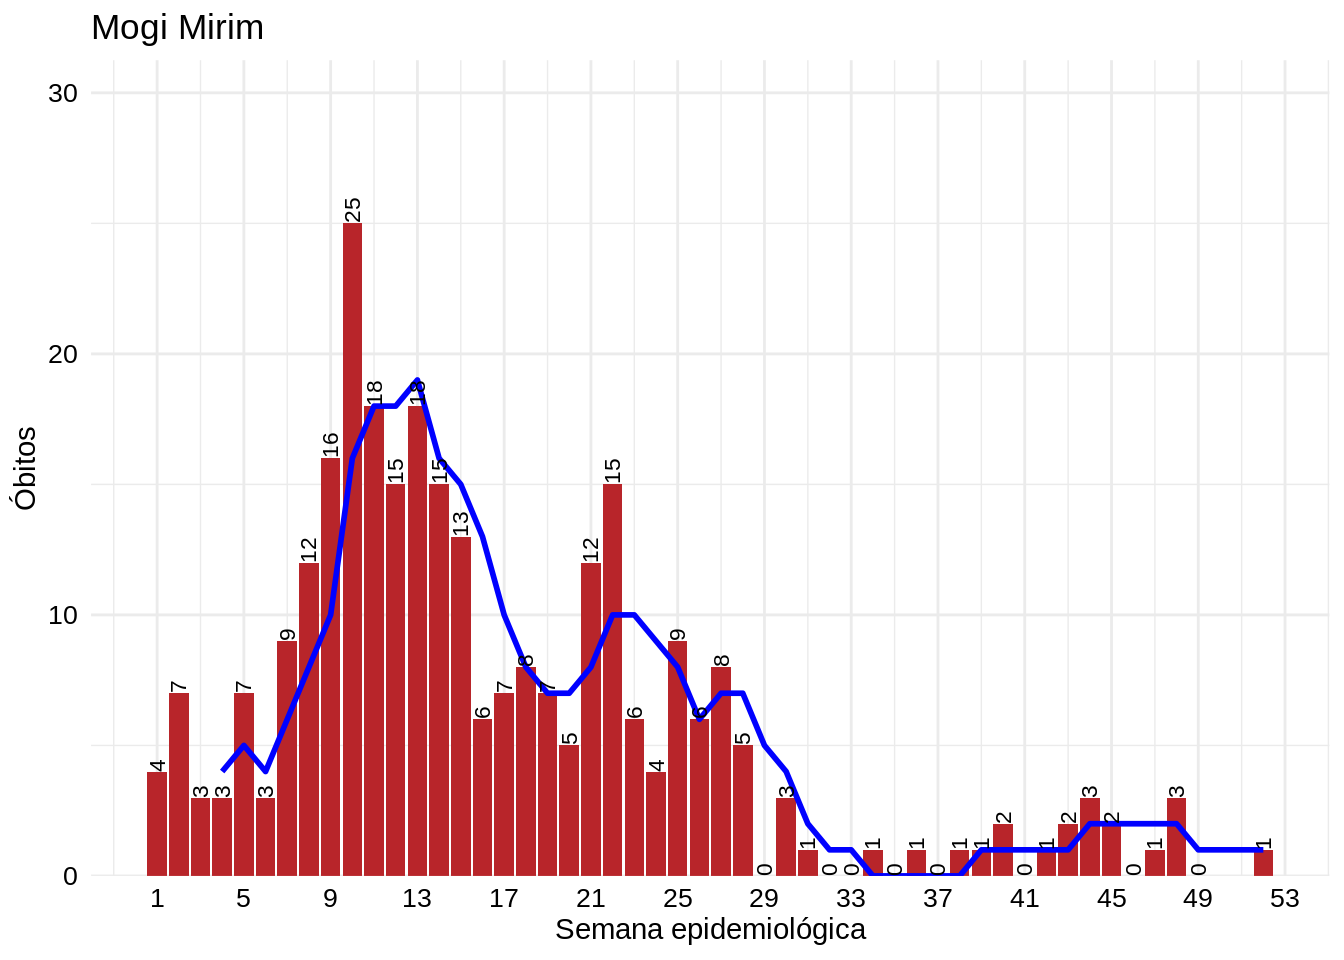 Mogi Mirim
30
20
10
0
Óbitos
4 7 3 3 7 3 9 12 16 25 18 15 18 15 13 6 7 8 7 5 12 15 6 4 9 6 8 5 0 3 1 0 0 1 0 1 0 1 1 2 0 1 2 3 2 0 1 3 0 1
1 5 9 13 17 21 25 29 33 37 41 45 49 53
Semana epidemiológica